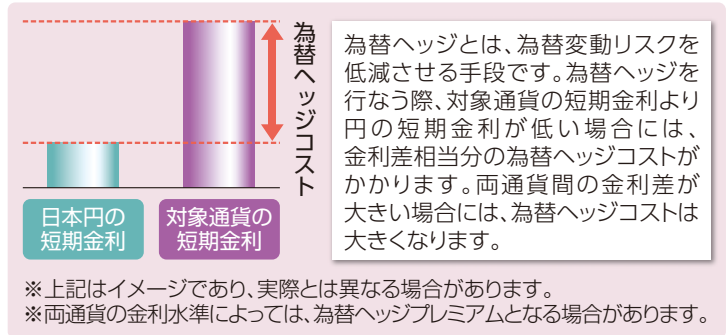 為替ヘッジコスト
日本円の
短期金利
対象通貨の
短期金利
為替ヘッジとは、為替変動リスクを
低減させる手段です。為替ヘッジを
行なう際、対象通貨の短期金利より
円の短期金利が低い場合には、
金利差相当分の為替ヘッジコストが
かかります。両通貨間の金利差が
大きい場合には、為替ヘッジコストは
大きくなります。
※上記はイメージであり、実際とは異なる場合があります。
※両通貨の金利水準によっては、為替ヘッジプレミアムとなる場合があります。